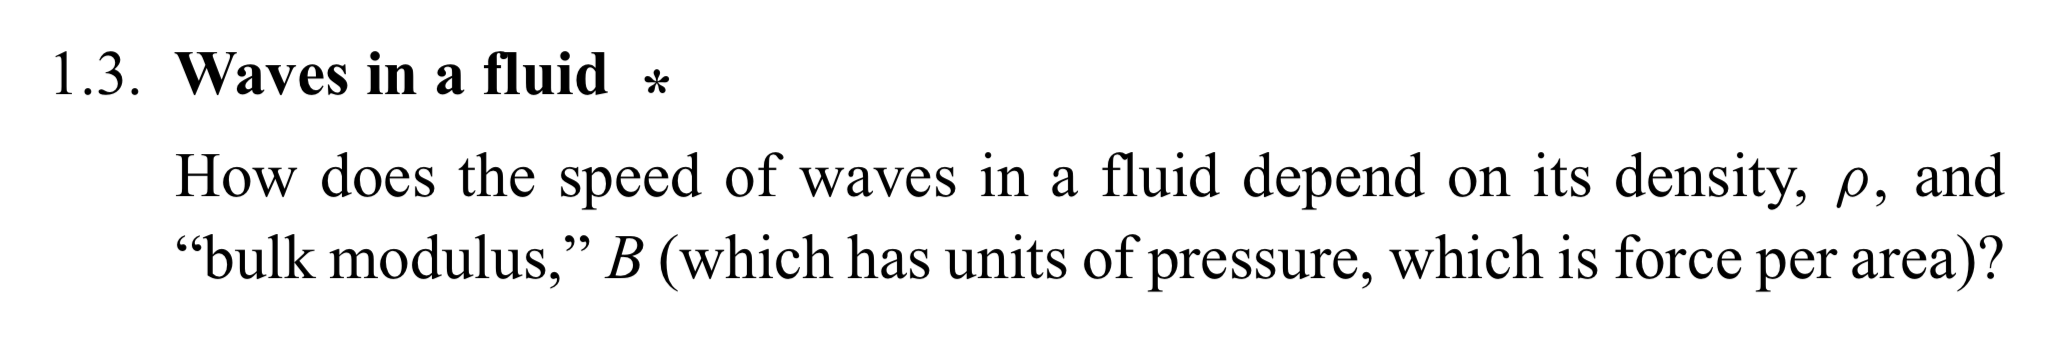 1.3. Waves in a fluid *
How does the speed of waves in a fluid depend on its density, ρ, and
“bulk modulus,” B (which has units of pressure, which is force per area)?